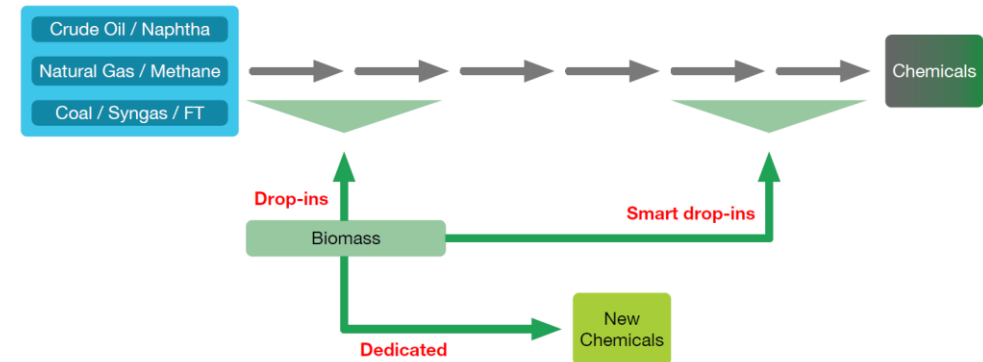 Crude Oil / Naphtha
Natural Gas / Methane
Coal / Syngas / FT
Chemicals
Drop-ins
Smart drop-ins
Biomass
New
Chemicals
Dedicated